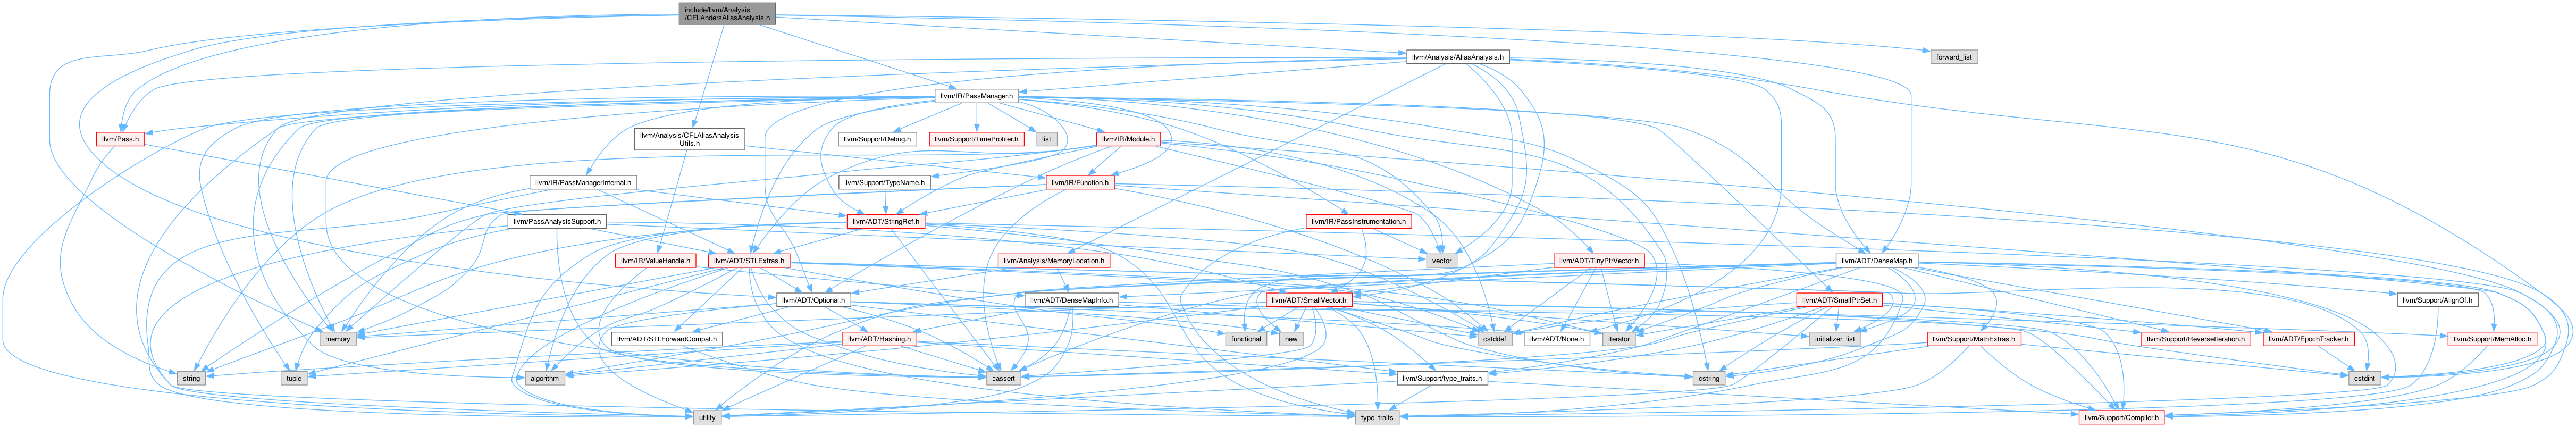 include/llvm/Analysis
/CFLAndersAliasAnalysis.h
llvm/Analysis/AliasAnalysis.h
forward_list
llvm/IR/PassManager.h
llvm/Pass.h
llvm/Analysis/CFLAliasAnalysis
Utils.h
llvm/Support/Debug.h
llvm/Support/TimeProfiler.h
list
llvm/IR/Module.h
llvm/IR/PassManagerInternal.h
llvm/Support/TypeName.h
llvm/IR/Function.h
llvm/PassAnalysisSupport.h
llvm/ADT/StringRef.h
llvm/IR/PassInstrumentation.h
llvm/IR/ValueHandle.h
llvm/ADT/STLExtras.h
llvm/Analysis/MemoryLocation.h
vector
llvm/ADT/TinyPtrVector.h
llvm/ADT/DenseMap.h
llvm/ADT/Optional.h
llvm/ADT/DenseMapInfo.h
llvm/ADT/SmallVector.h
llvm/ADT/SmallPtrSet.h
llvm/Support/AlignOf.h
memory
llvm/ADT/STLForwardCompat.h
llvm/ADT/Hashing.h
functional
new
cstddef
llvm/ADT/None.h
iterator
initializer_list
llvm/Support/MathExtras.h
llvm/Support/ReverseIteration.h
llvm/ADT/EpochTracker.h
llvm/Support/MemAlloc.h
string
tuple
algorithm
cassert
llvm/Support/type_traits.h
cstring
cstdint
utility
type_traits
llvm/Support/Compiler.h